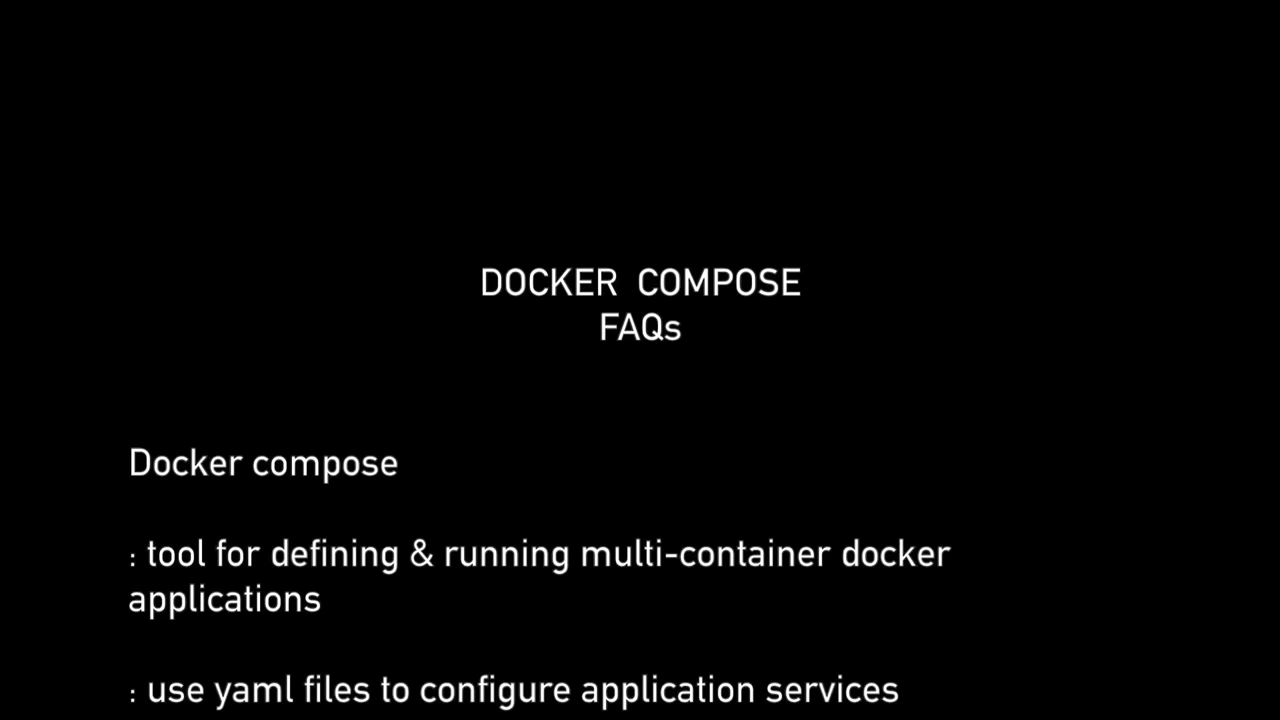 DOCKER COMPOSE
FAQs
Docker compose
: tool for defining & running multi-container docker
applications
: use yaml files to configure application services